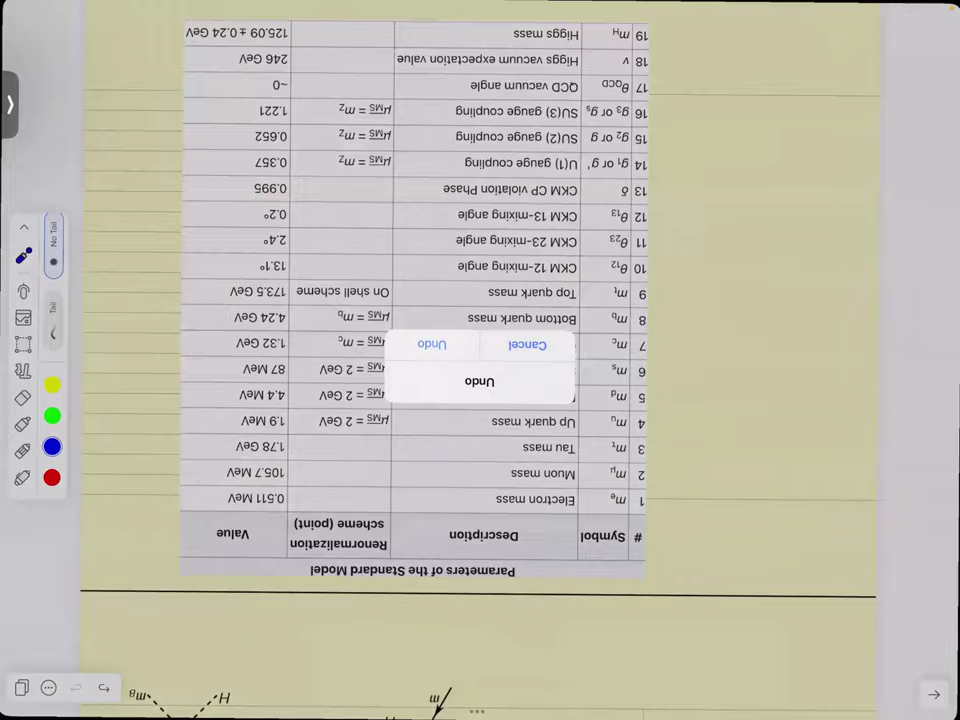 Parameters of the Standard Model
# Symbol Description Renormalization scheme (point) Value
1 mₑ Electron mass 0.511 MeV
2 m_μ Muon mass 105.7 MeV
3 m_τ Tau mass 1.78 GeV
4 m_u Up quark mass μ_MS = 2 GeV 1.9 MeV
5 m_d μ_MS = 2 GeV 4.4 MeV
6 m_s μ_MS = 2 GeV 87 MeV
7 m_c μ_MS = m_c 1.32 GeV
8 m_b Bottom quark mass μ_MS = m_b 4.24 GeV
9 m_t Top quark mass On shell scheme 173.5 GeV
10 θ₁₂ CKM 12-mixing angle 13.1°
11 θ₂₃ CKM 23-mixing angle 2.4°
12 θ₁₃ CKM 13-mixing angle 0.2°
13 δ CKM CP violation Phase 0.995
14 g₁ or g' U(1) gauge coupling μ_MS = m_Z 0.357
15 g₂ or g SU(2) gauge coupling μ_MS = m_Z 0.652
16 g₃ or g_s SU(3) gauge coupling μ_MS = m_Z 1.221
17 θ_QCD QCD vacuum angle ~0
18 v Higgs vacuum expectation value 246 GeV
19 m_H Higgs mass 125.09 ± 0.24 GeV
Undo
Cancel Undo
No Tail
Tail
m
H
m_B